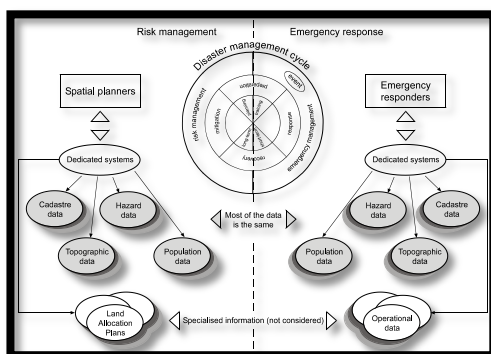 Risk management
Emergency response
Disaster management cycle
Spatial planners
Emergency responders
event
preparation
risk management
mitigation
response
emergency management
recovery
Dedicated systems
Dedicated systems
Cadastre
data
Hazard
data
Hazard
data
Cadastre
data
Topographic
data
Population
data
Most of the data
is the same
Population
data
Topographic
data
Land
Allocation
Plans
Specialised information (not considered)
Operational
data